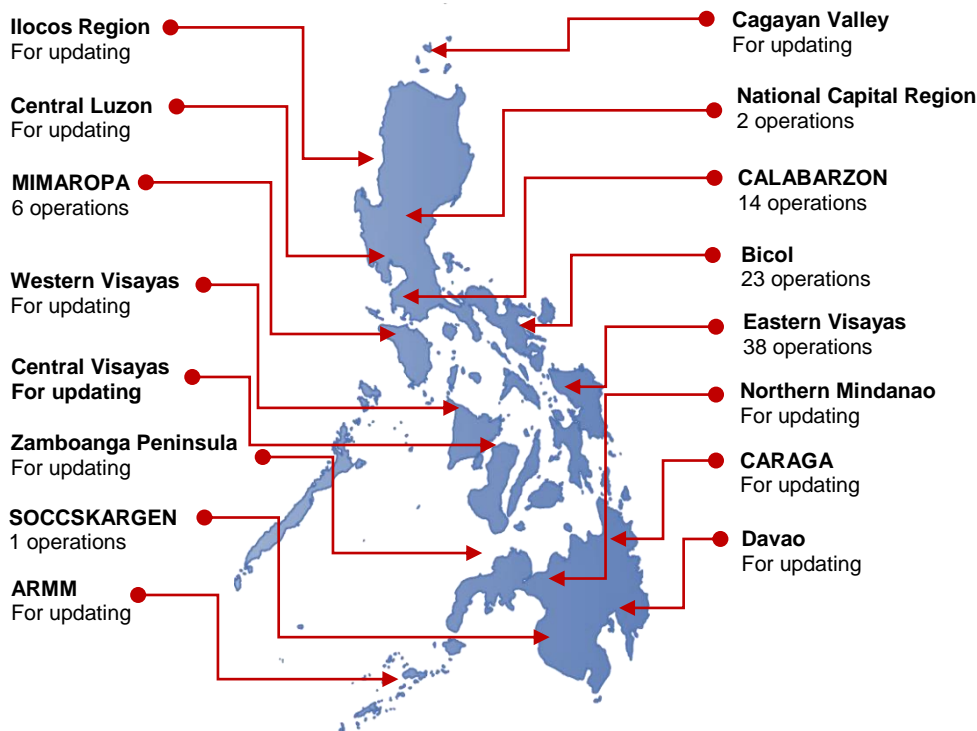 Ilocos Region
For updating
Central Luzon
For updating
MIMAROPA
6 operations
Western Visayas
For updating
Central Visayas
For updating
Zamboanga Peninsula
For updating
SOCCSKARGEN
1 operations
ARMM
For updating
Cagayan Valley
For updating
National Capital Region
2 operations
CALABARZON
14 operations
Bicol
23 operations
Eastern Visayas
38 operations
Northern Mindanao
For updating
CARAGA
For updating
Davao
For updating